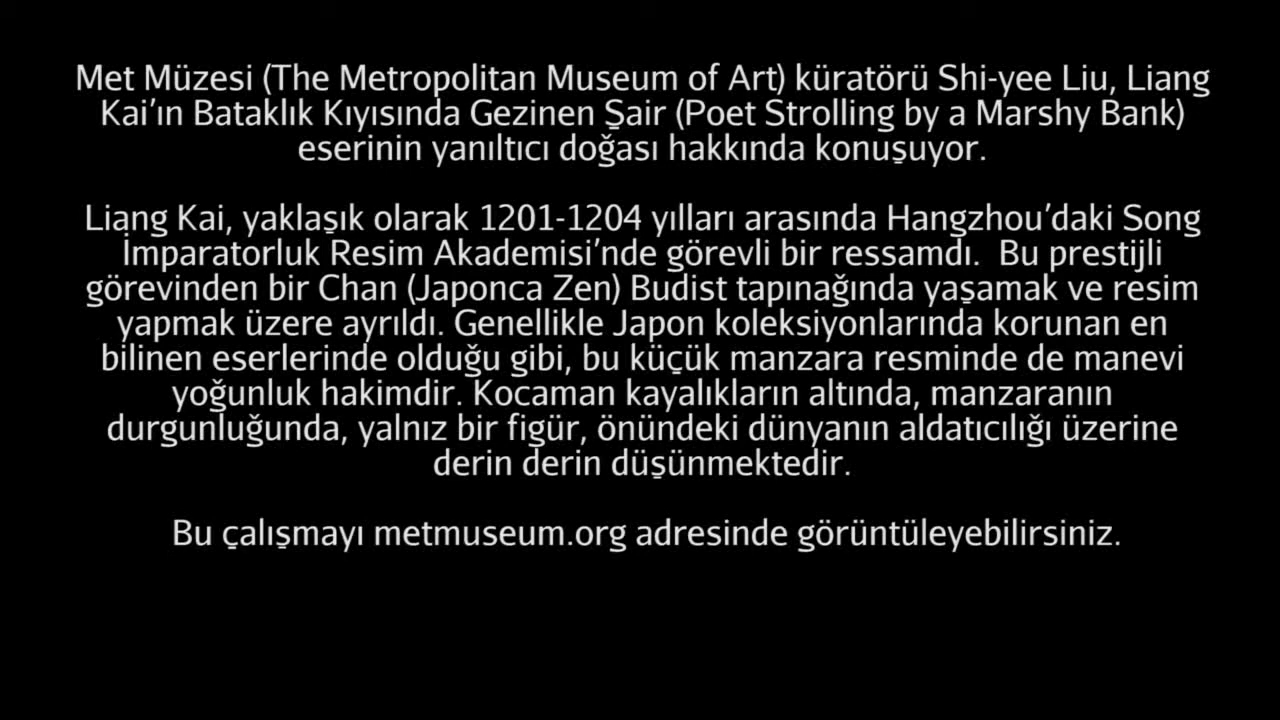 Met Müzesi (The Metropolitan Museum of Art) küratörü Shi-yee Liu, Liang
Kai’ın Bataklık Kıyısında Gezinen Şair (Poet Strolling by a Marshy Bank)
eserinin yanıltıcı doğası hakkında konuşuyor.
Liang Kai, yaklaşık olarak 1201-1204 yılları arasında Hangzhou’daki Song
İmparatorluk Resim Akademisi’nde görevli bir ressamdı.  Bu prestijli
görevinden bir Chan (Japonca Zen) Budist tapınağında yaşamak ve resim
yapmak üzere ayrıldı. Genellikle Japon koleksiyonlarında korunan en
bilinen eserlerinde olduğu gibi, bu küçük manzara resminde de manevi
yoğunluk hakimdir. Kocaman kayalıkların altında, manzaranın
durgunluğunda, yalnız bir figür, önündeki dünyanın aldatıcılığı üzerine
derin derin düşünmektedir.
Bu çalışmayı metmuseum.org adresinde görüntüleyebilirsiniz.